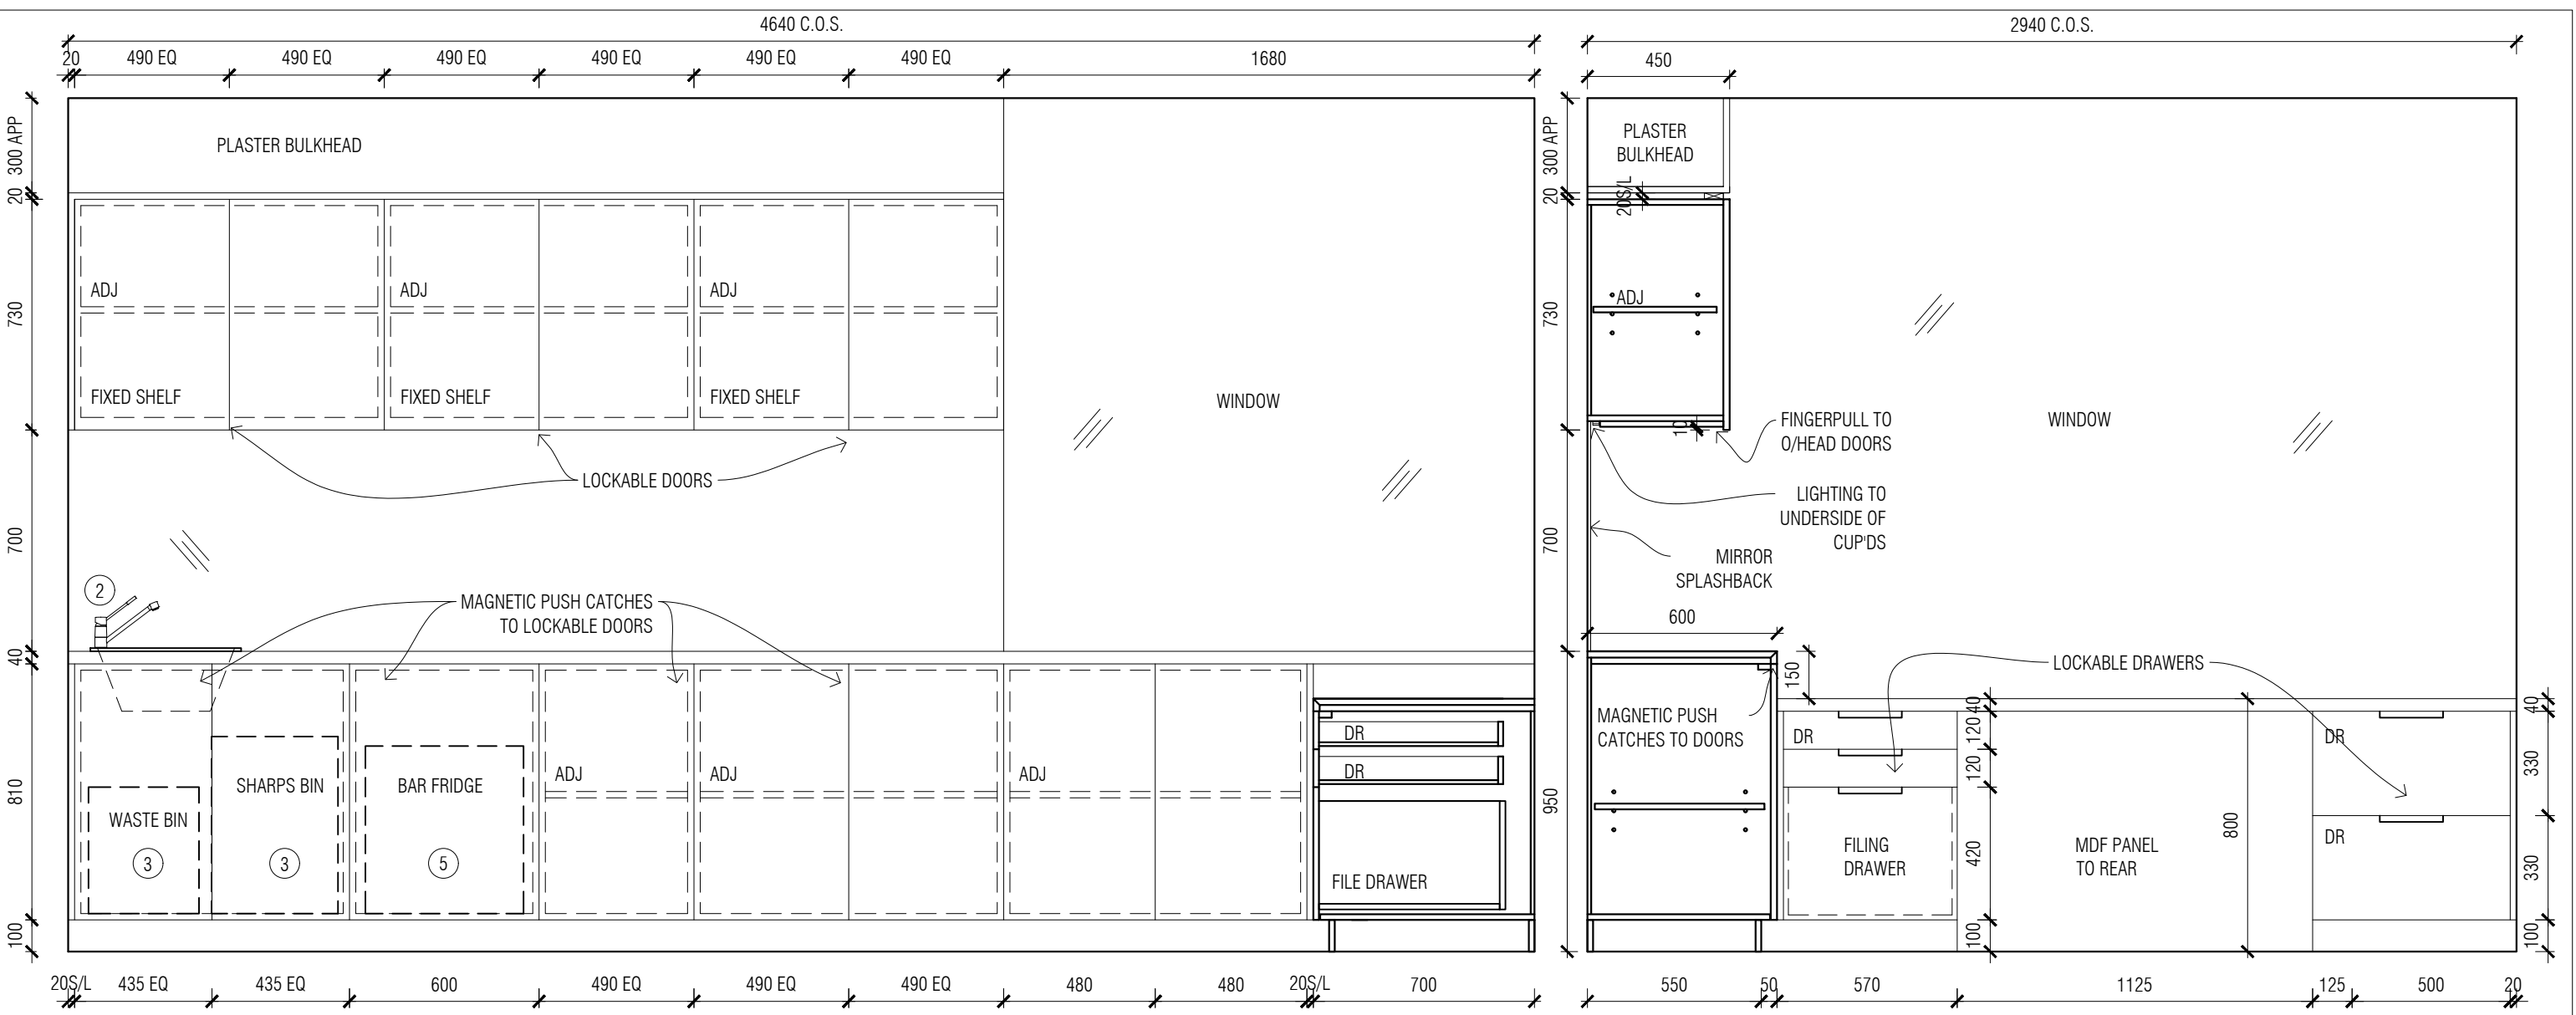 4640 C.O.S.
2940 C.O.S.
20
490 EQ
490 EQ
490 EQ
490 EQ
490 EQ
490 EQ
1680
450
300 APP
20
730
700
40
810
100
PLASTER BULKHEAD
ADJ
ADJ
ADJ
FIXED SHELF
FIXED SHELF
FIXED SHELF
WINDOW
LOCKABLE DOORS
2
MAGNETIC PUSH CATCHES
TO LOCKABLE DOORS
WASTE BIN
3
SHARPS BIN
3
BAR FRIDGE
5
ADJ
ADJ
ADJ
DR
DR
FILE DRAWER
20S/L
435 EQ
435 EQ
600
490 EQ
490 EQ
490 EQ
480
480
20S/L
700
300 APP
20
730
700
950
PLASTER
BULKHEAD
20S/L
ADJ
10
FINGERPULL TO
O/HEAD DOORS
WINDOW
LIGHTING TO
UNDERSIDE OF
CUP'DS
MIRROR
SPLASHBACK
600
150
LOCKABLE DRAWERS
MAGNETIC PUSH
CATCHES TO DOORS
DR
FILING
DRAWER
40
120
120
420
100
MDF PANEL
TO REAR
800
DR
DR
40
330
330
100
550
50
570
1125
125
500
20